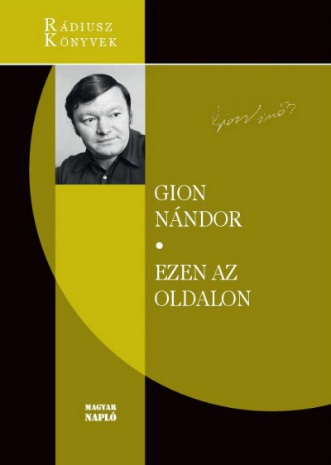 RÁDIUSZ
KÖNYVEK
GION
NÁNDOR
•
EZEN AZ
OLDALON
MAGYAR
NAPLÓ